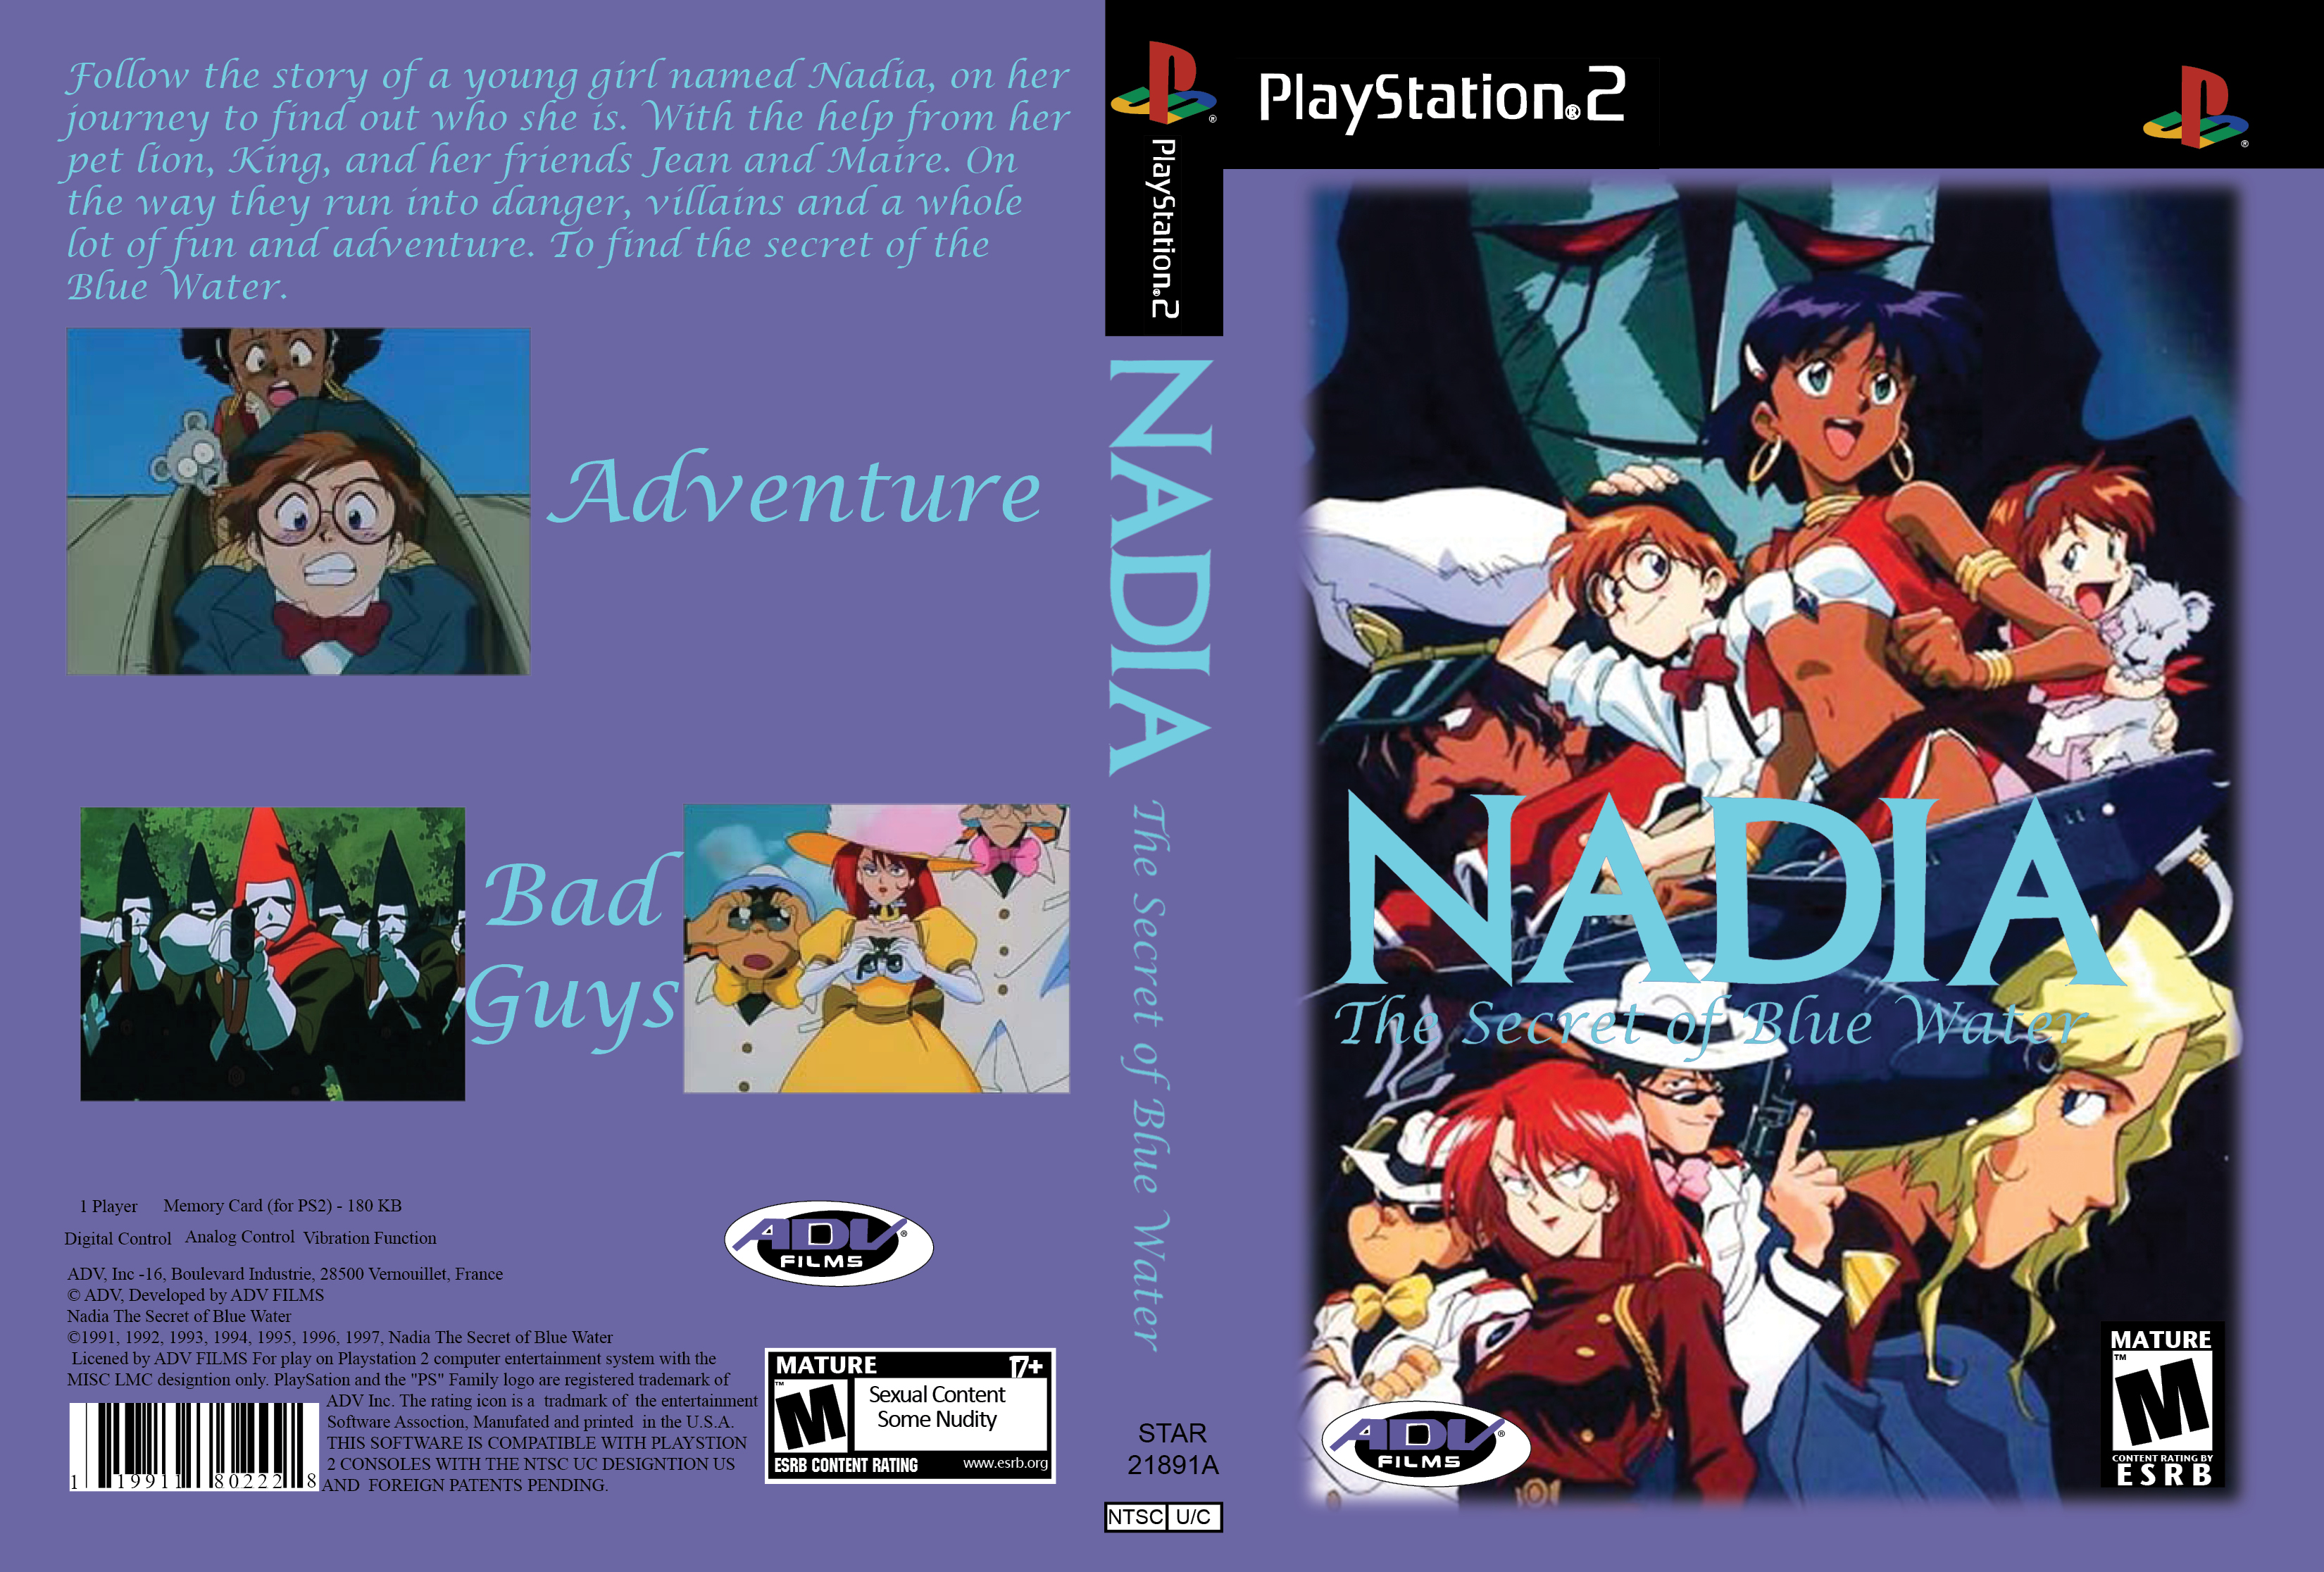 Follow the story of a young girl named Nadia, on her
journey to find out who she is. With the help from her
pet lion, King, and her friends Jean and Maire. On
the way they run into danger, villains and a whole
lot of fun and adventure. To find the secret of the
Blue Water.
Adventure
Bad
Guys
1 Player Memory Card (for PS2) - 180 KB
Digital Control Analog Control Vibration Function
ADV, Inc -16, Boulevard Industrie, 28500 Vernouillet, France
© ADV, Developed by ADV FILMS
Nadia The Secret of Blue Water
©1991, 1992, 1993, 1994, 1995, 1996, 1997, Nadia The Secret of Blue Water
Licened by ADV FILMS For play on Playstation 2 computer entertainment system with the
MISC LMC designtion only. PlaySation and the "PS" Family logo are registered trademark of
ADV Inc. The rating icon is a tradmark of the entertainment
Software Assoction, Manufated and printed in the U.S.A.
THIS SOFTWARE IS COMPATIBLE WITH PLAYSTION
2 CONSOLES WITH THE NTSC UC DESIGNTION US
AND FOREIGN PATENTS PENDING.
1 19911 80222 8
ADV®
FILMS
MATURE 17+
™
M
Sexual Content
Some Nudity
ESRB CONTENT RATING www.esrb.org
®
PlayStation®2
NADIA
The Secret of Blue Water
STAR
21891A
NTSC U/C
PlayStation®2
®
NADIA
The Secret of Blue Water
ADV®
FILMS
MATURE
™
M
CONTENT RATING BY
ESRB